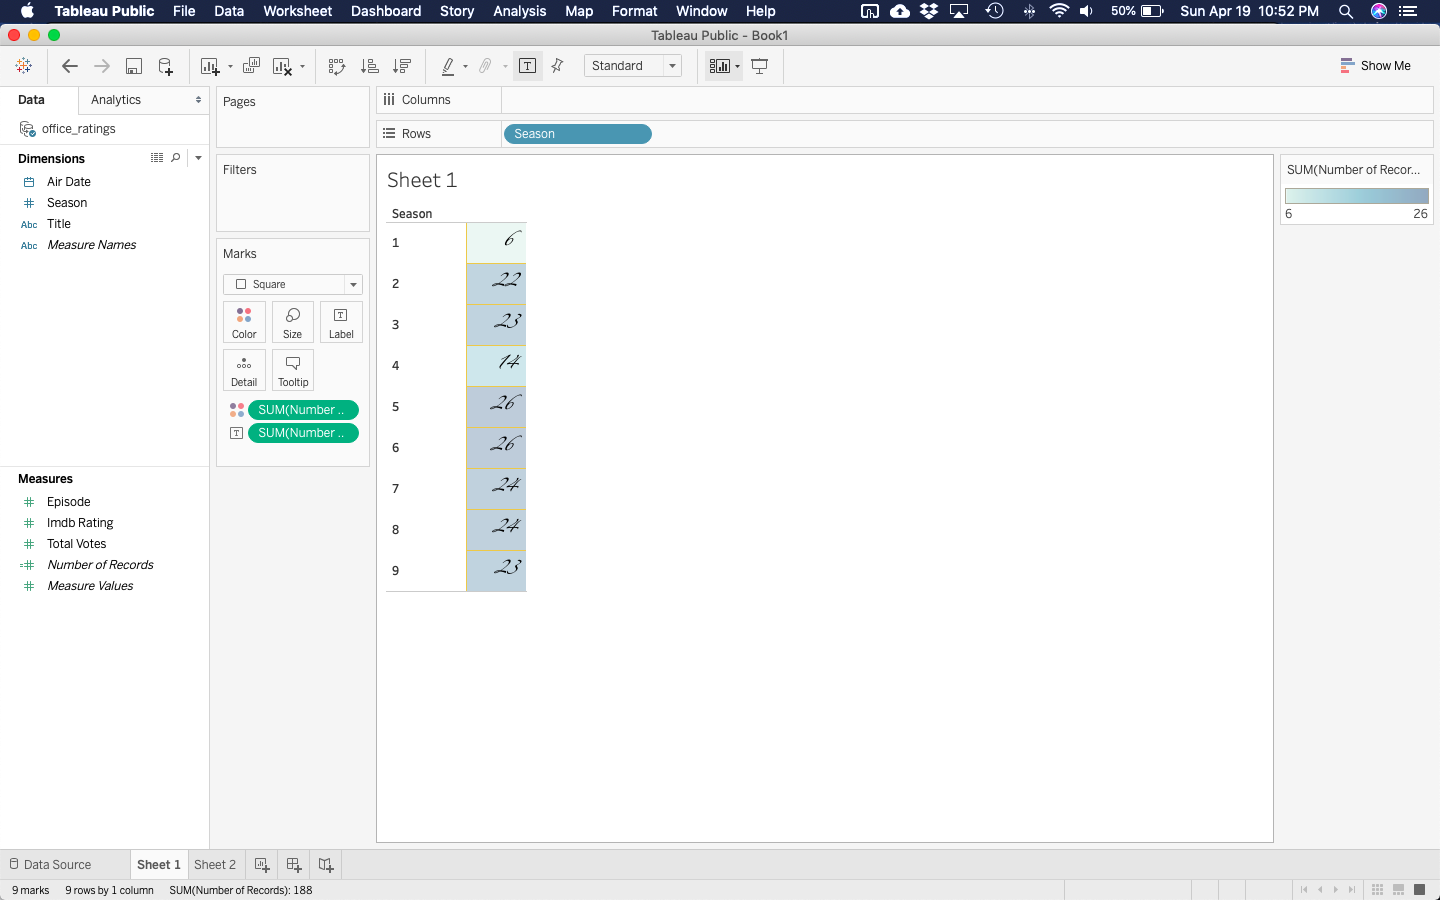 Tableau Public File Data Worksheet Dashboard Story Analysis Map Format Window Help 50% Sun Apr 19 10:52 PM
Tableau Public - Book1
Standard Show Me
Data Analytics
office_ratings
Dimensions
Air Date
Season
Abc Title
Abc Measure Names
Measures
Episode
Imdb Rating
Total Votes
Number of Records
Measure Values
Pages
Filters
Marks
Square
Color Size Label
Detail Tooltip
SUM(Number ..
SUM(Number ..
Columns
Rows Season
Sheet 1
Season
1 6
2 22
3 23
4 14
5 26
6 26
7 24
8 24
9 23
SUM(Number of Recor...
6 26
Data Source Sheet 1 Sheet 2
9 marks 9 rows by 1 column SUM(Number of Records): 188